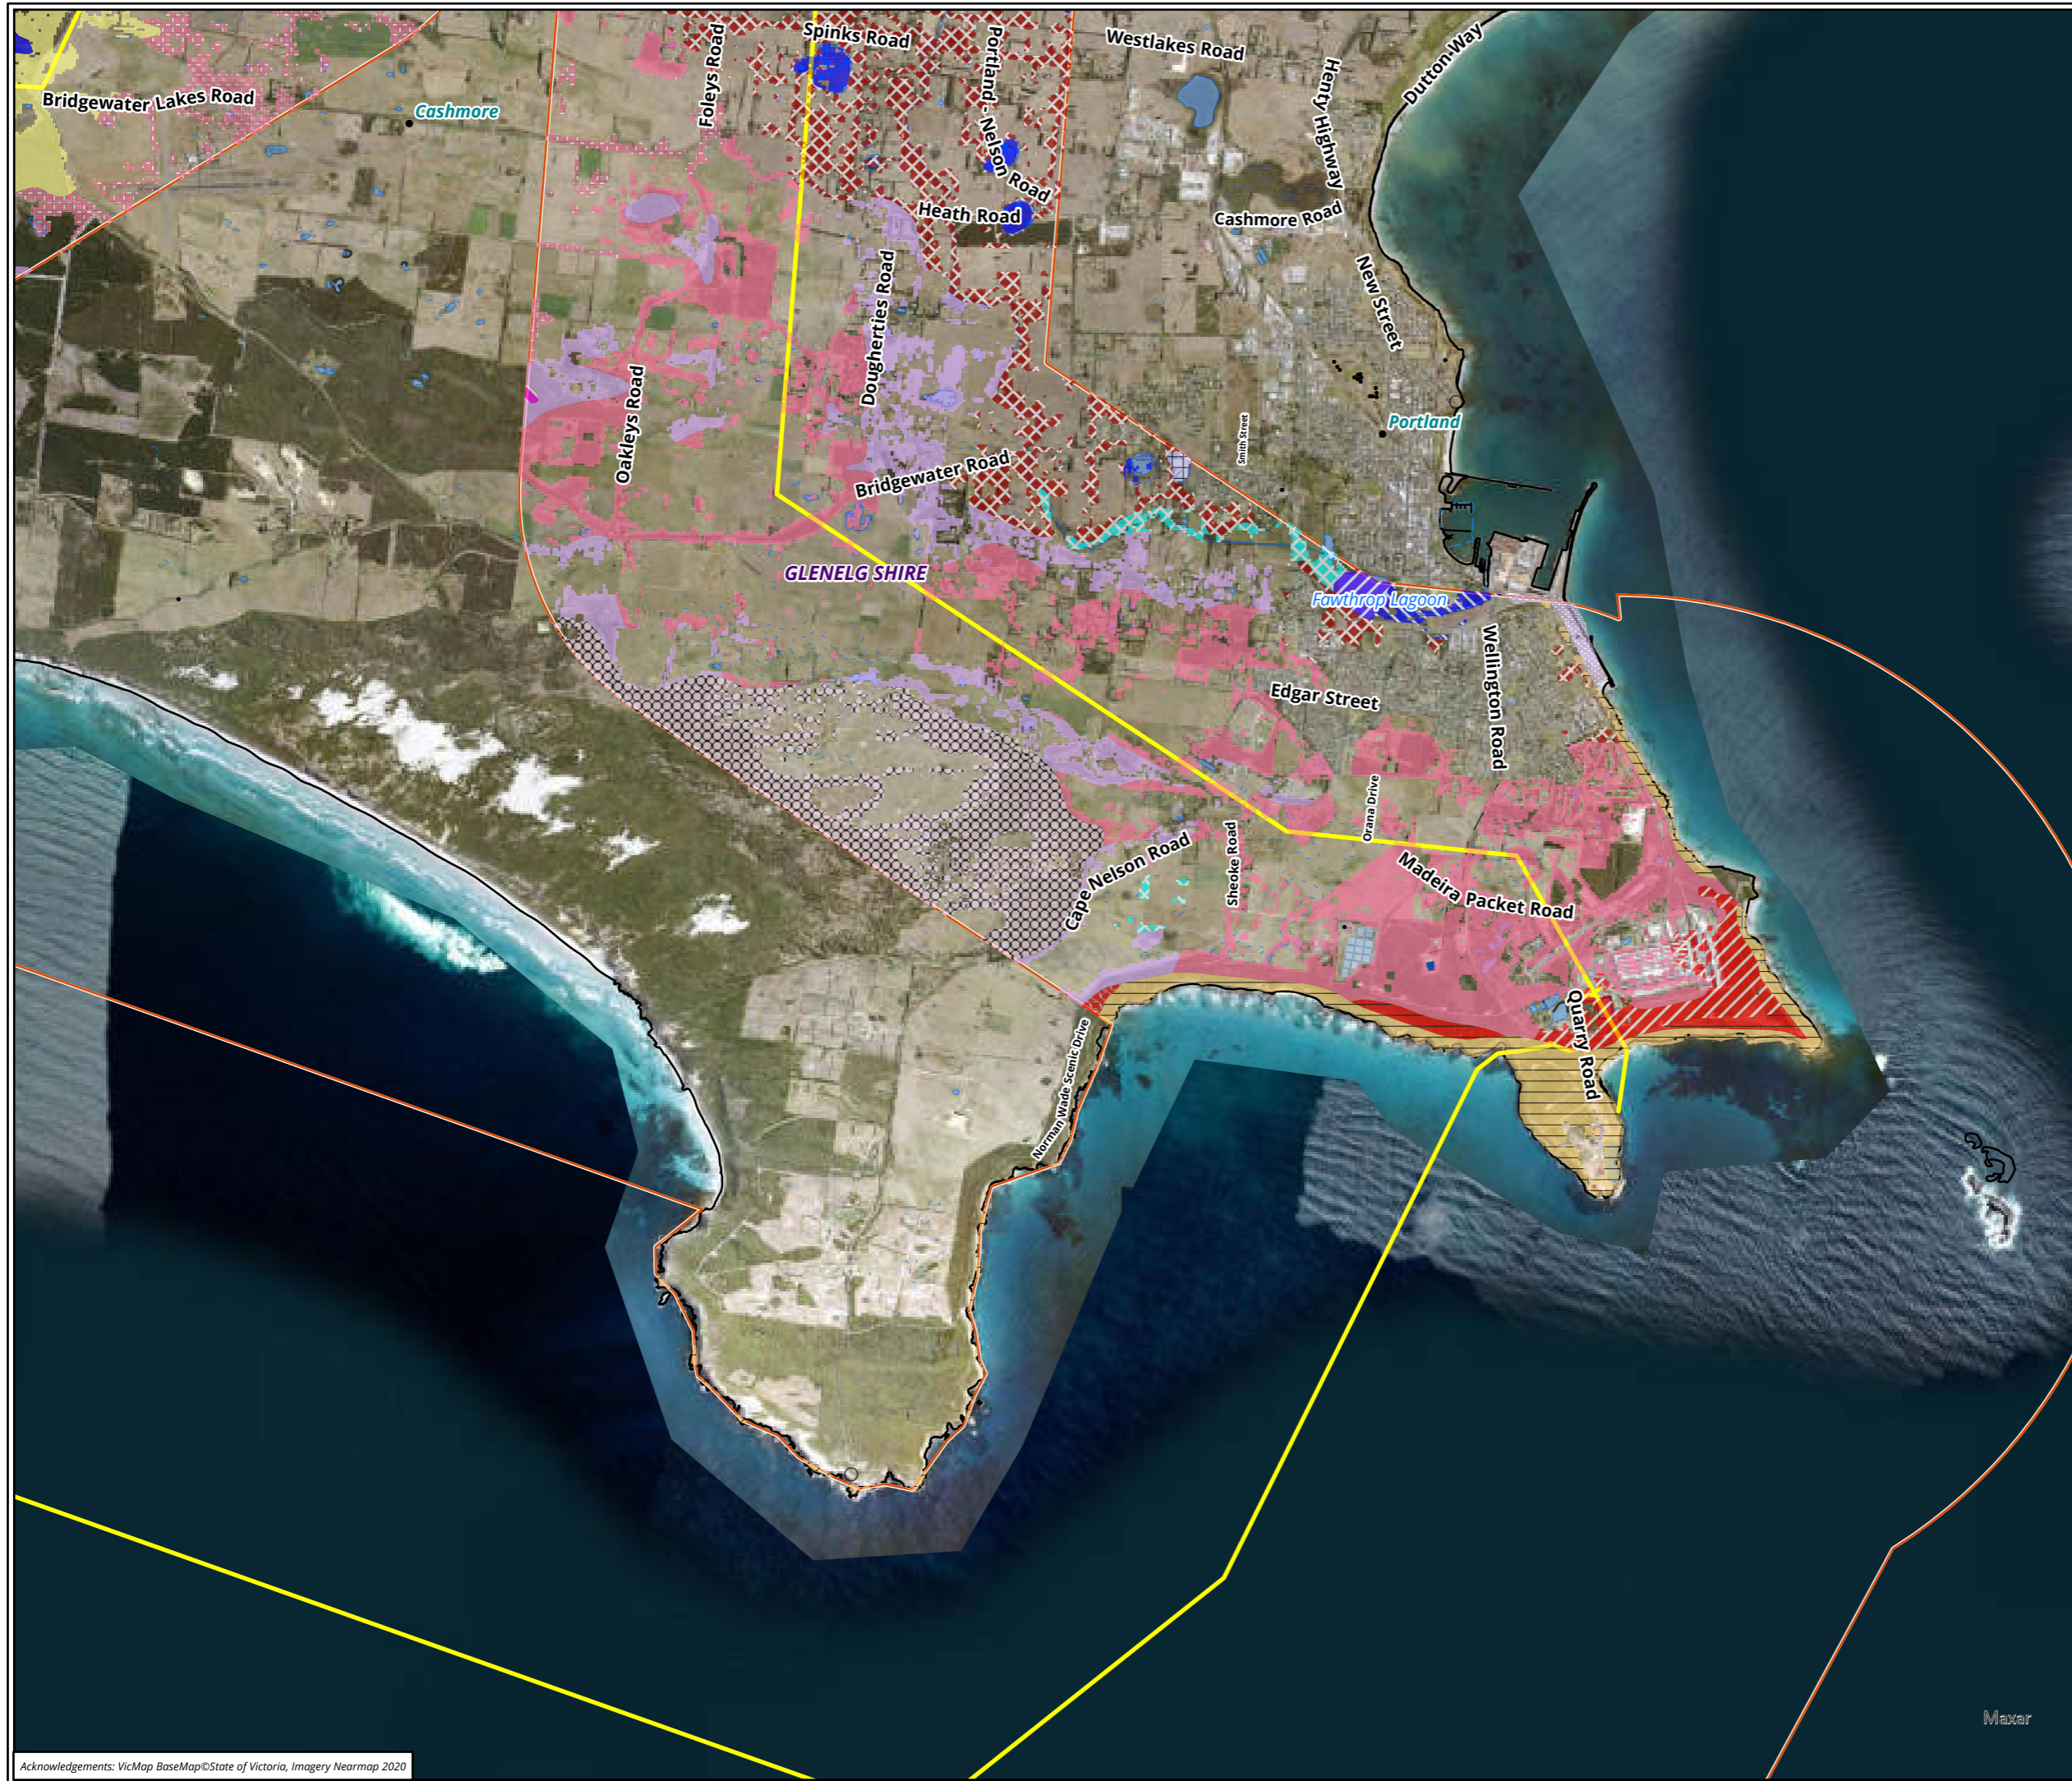 Spinks Road
Foleys Road
Portland - Nelson Road
Westlakes Road
Henty Highway
Dutton Way
Bridgewater Lakes Road
Cashmore
Heath Road
Cashmore Road
New Street
Dougherties Road
Oakleys Road
Smith Street
Portland
Bridgewater Road
GLENELG SHIRE
Fawthrop Lagoon
Wellington Road
Edgar Street
Orana Drive
Sheoke Road
Cape Nelson Road
Madeira Packet Road
Quarry Road
Norman Wade Scenic Drive
Maxar
Acknowledgements: VicMap BaseMap©State of Victoria, Imagery Nearmap 2020